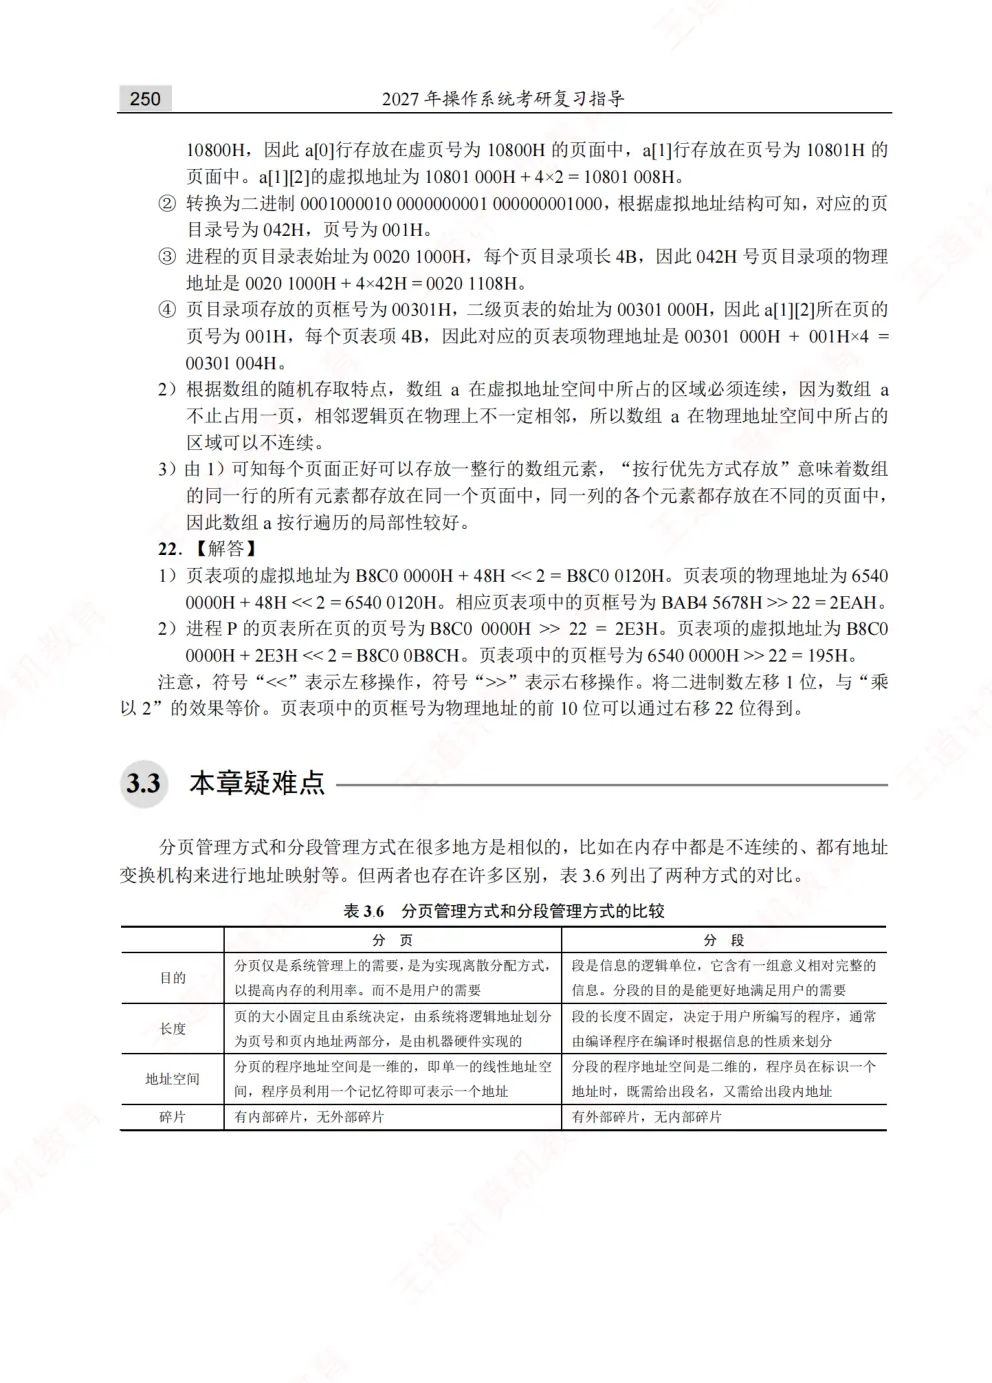 250
2027 年操作系统考研复习指导
10800H，因此 a[0]行存放在虚页号为 10800H 的页面中，a[1]行存放在页号为 10801H 的
页面中。a[1][2]的虚拟地址为 10801 000H + 4×2 = 10801 008H。
② 转换为二进制 0001000010 0000000001 000000001000，根据虚拟地址结构可知，对应的页
目录号为 042H，页号为 001H。
③ 进程的页目录表始址为 0020 1000H，每个页目录项长 4B，因此 042H 号页目录项的物理
地址是 0020 1000H + 4×42H = 0020 1108H。
④ 页目录项存放的页框号为 00301H，二级页表的始址为 00301 000H，因此 a[1][2]所在页的
页号为 001H，每个页表项 4B，因此对应的页表项物理地址是 00301 000H + 001H×4 =
00301 004H。
2）根据数组的随机存取特点，数组 a 在虚拟地址空间中所占的区域必须连续，因为数组 a
不止占用一页，相邻逻辑页在物理上不一定相邻，所以数组 a 在物理地址空间中所占的
区域可以不连续。
3）由 1）可知每个页面正好可以存放一整行的数组元素，“按行优先方式存放”意味着数组
的同一行的所有元素都存放在同一个页面中，同一列的各个元素都存放在不同的页面中，
因此数组 a 按行遍历的局部性较好。
22．【解答】
1）页表项的虚拟地址为 B8C0 0000H + 48H << 2 = B8C0 0120H。页表项的物理地址为 6540
0000H + 48H << 2 = 6540 0120H。相应页表项中的页框号为 BAB4 5678H >> 22 = 2EAH。
2）进程 P 的页表所在页的页号为 B8C0 0000H >> 22 = 2E3H。页表项的虚拟地址为 B8C0
0000H + 2E3H << 2 = B8C0 0B8CH。页表项中的页框号为 6540 0000H >> 22 = 195H。
注意，符号“<<”表示左移操作，符号“>>”表示右移操作。将二进制数左移 1 位，与“乘
以 2”的效果等价。页表项中的页框号为物理地址的前 10 位可以通过右移 22 位得到。
3.3 本章疑难点
分页管理方式和分段管理方式在很多地方是相似的，比如在内存中都是不连续的、都有地址
变换机构来进行地址映射等。但两者也存在许多区别，表 3.6 列出了两种方式的对比。
表 3.6 分页管理方式和分段管理方式的比较
分 页
分 段
目的
分页仅是系统管理上的需要，是为实现离散分配方式，
以提高内存的利用率。而不是用户的需要
段是信息的逻辑单位，它含有一组意义相对完整的
信息。分段的目的是能更好地满足用户的需要
长度
页的大小固定且由系统决定，由系统将逻辑地址划分
为页号和页内地址两部分，是由机器硬件实现的
段的长度不固定，决定于用户所编写的程序，通常
由编译程序在编译时根据信息的性质来划分
地址空间
分页的程序地址空间是一维的，即单一的线性地址空
间，程序员利用一个记忆符即可表示一个地址
分段的程序地址空间是二维的，程序员在标识一个
地址时，既需给出段名，又需给出段内地址
碎片
有内部碎片，无外部碎片
有外部碎片，无内部碎片
王道计算机教育